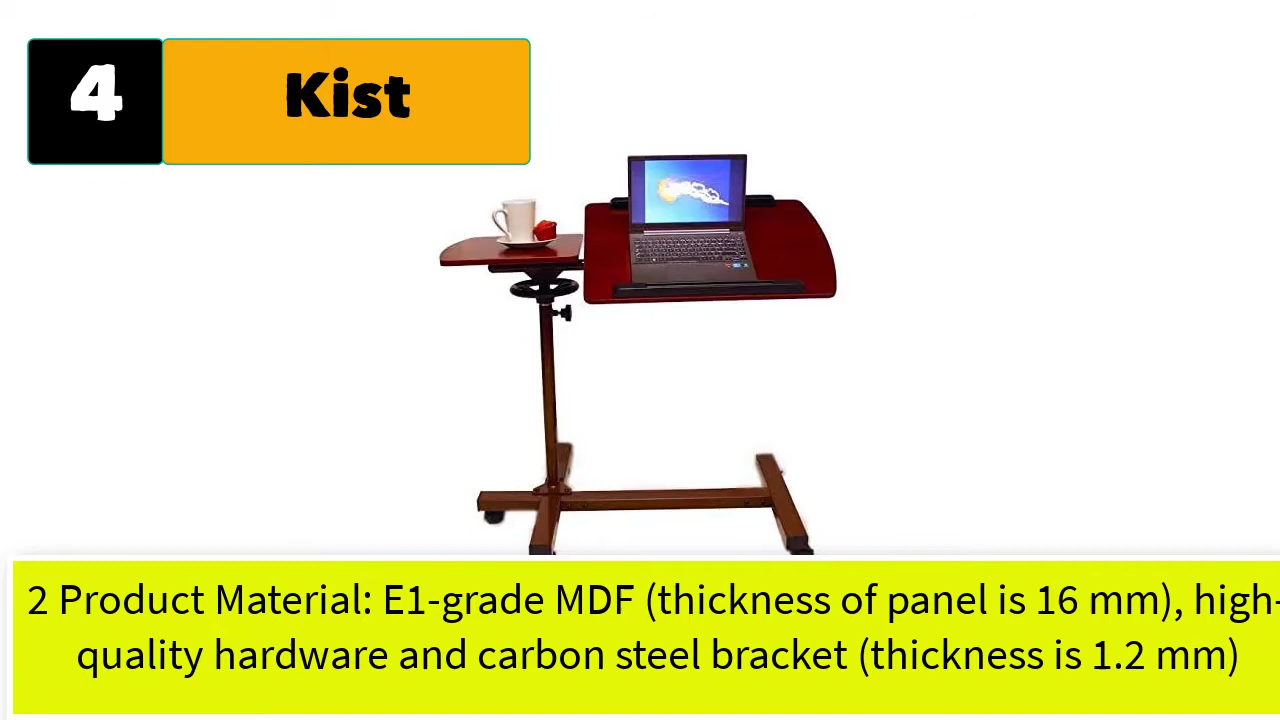 4
Kist
2 Product Material: E1-grade MDF (thickness of panel is 16 mm), high-
quality hardware and carbon steel bracket (thickness is 1.2 mm)